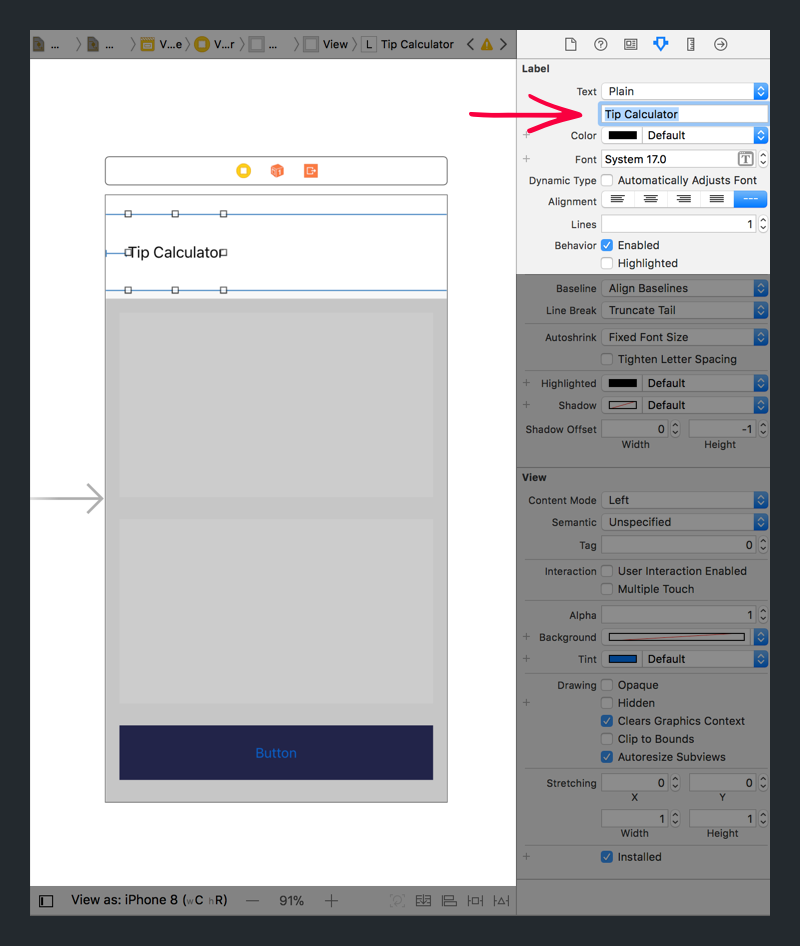 ... ... V...e V...r ... View L Tip Calculator
Label
Text Plain
Tip Calculator
Color Default
Font System 17.0 T
Dynamic Type Automatically Adjusts Font
Alignment ---
Lines 1
Behavior Enabled
Highlighted
Baseline Align Baselines
Line Break Truncate Tail
Autoshrink Fixed Font Size
Tighten Letter Spacing
Highlighted Default
Shadow Default
Shadow Offset 0 -1
Width Height
View
Content Mode Left
Semantic Unspecified
Tag 0
Interaction User Interaction Enabled
Multiple Touch
Alpha 1
Background
Tint Default
Drawing Opaque
Hidden
Clears Graphics Context
Clip to Bounds
Autoresize Subviews
Stretching 0 0
X Y
1 1
Width Height
Installed
Tip Calculator
Button
View as: iPhone 8 (wC hR) — 91% +